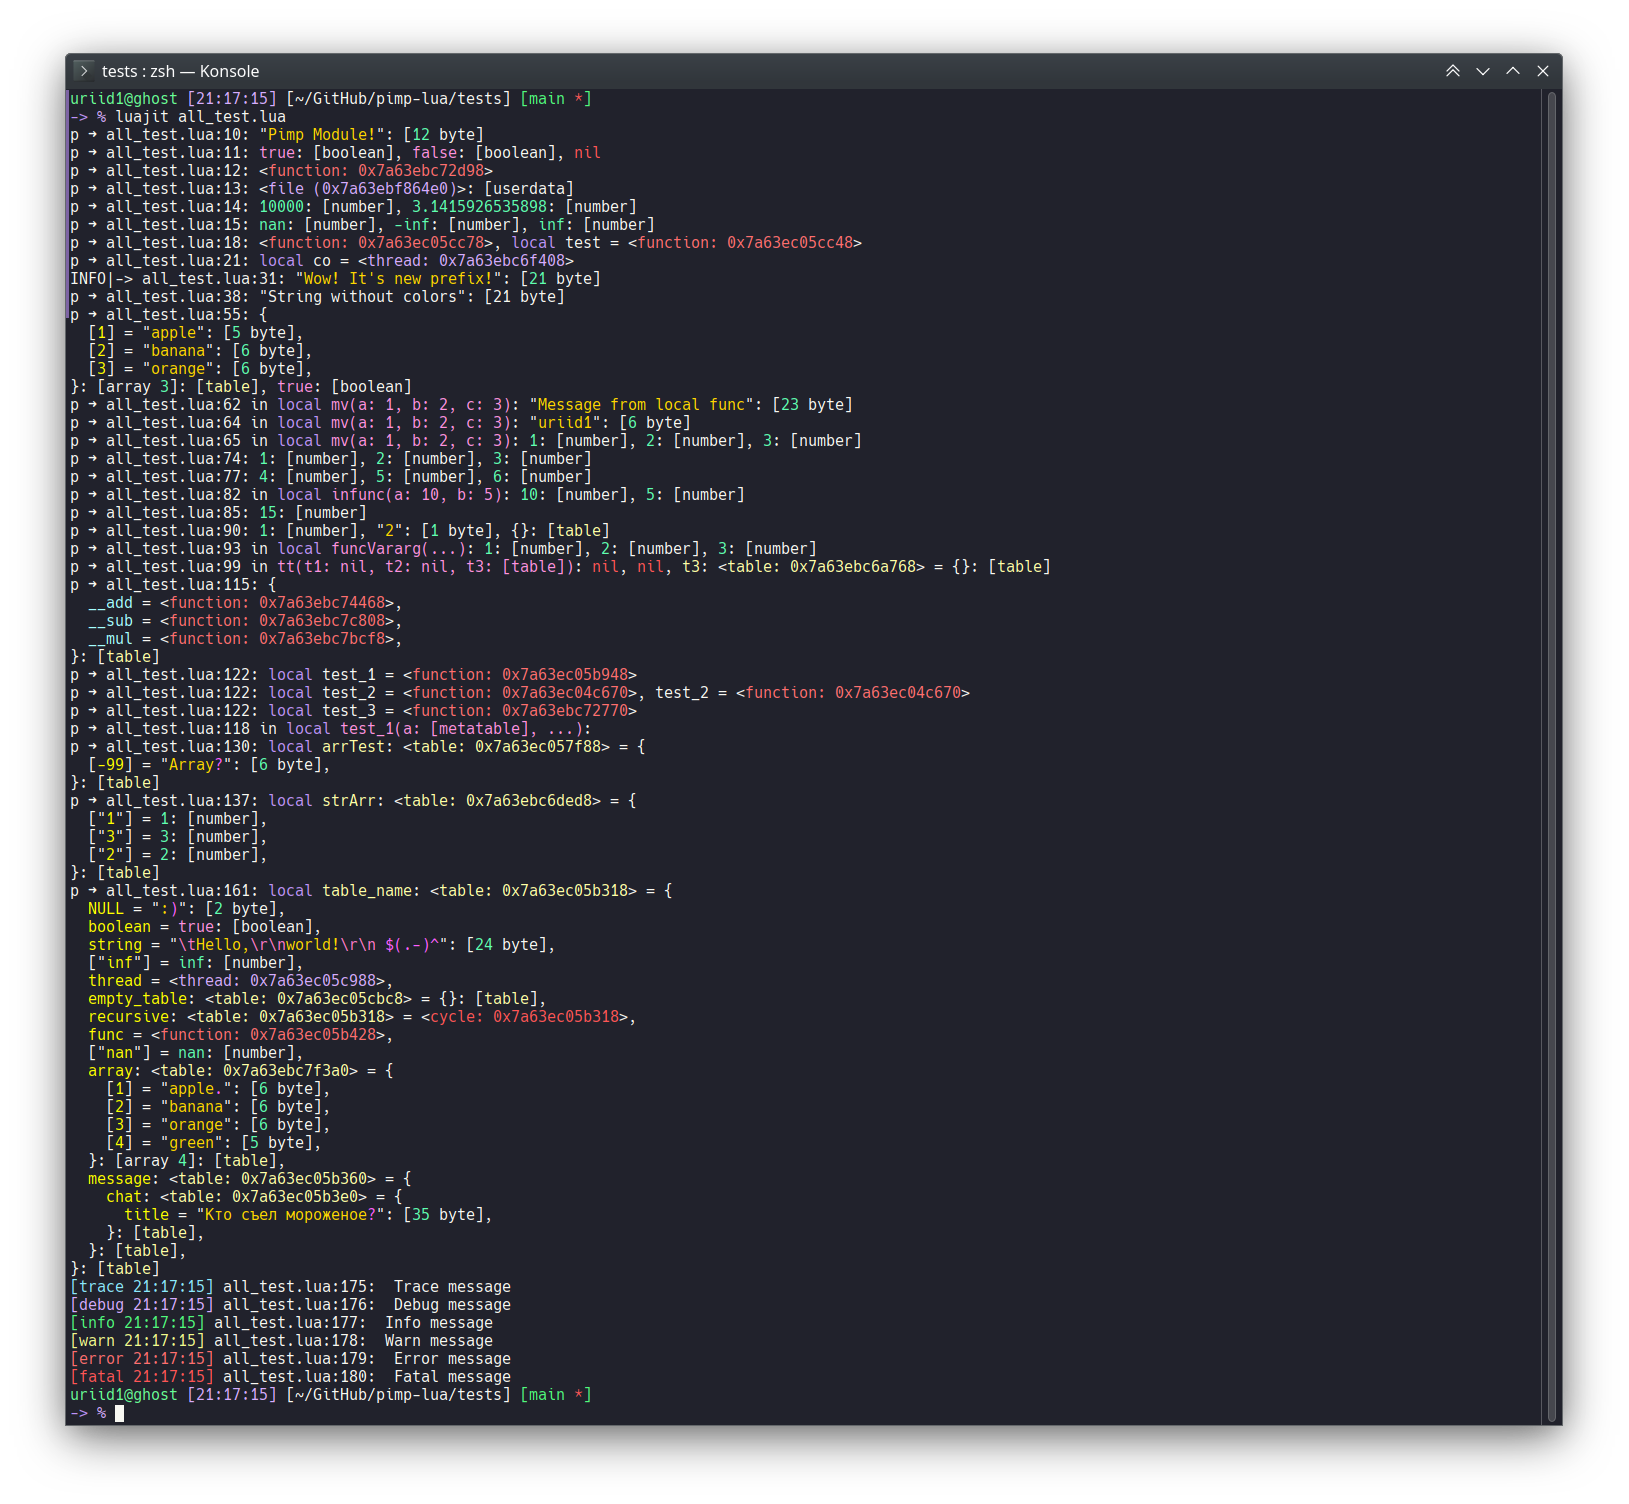 tests : zsh — Konsole
uriid1@ghost [21:17:15] [~/GitHub/pimp-lua/tests] [main *]
-> % luajit all_test.lua
p ➜ all_test.lua:10: "Pimp Module!": [12 byte]
p ➜ all_test.lua:11: true: [boolean], false: [boolean], nil
p ➜ all_test.lua:12: <function: 0x7a63ebc72d98>
p ➜ all_test.lua:13: <file (0x7a63ebf864e0)>: [userdata]
p ➜ all_test.lua:14: 10000: [number], 3.1415926535898: [number]
p ➜ all_test.lua:15: nan: [number], -inf: [number], inf: [number]
p ➜ all_test.lua:18: <function: 0x7a63ec05cc78>, local test = <function: 0x7a63ec05cc48>
p ➜ all_test.lua:21: local co = <thread: 0x7a63ebc6f408>
INFO|-> all_test.lua:31: "Wow! It's new prefix!": [21 byte]
p ➜ all_test.lua:38: "String without colors": [21 byte]
p ➜ all_test.lua:55: {
  [1] = "apple": [5 byte],
  [2] = "banana": [6 byte],
  [3] = "orange": [6 byte],
}: [array 3]: [table], true: [boolean]
p ➜ all_test.lua:62 in local mv(a: 1, b: 2, c: 3): "Message from local func": [23 byte]
p ➜ all_test.lua:64 in local mv(a: 1, b: 2, c: 3): "uriid1": [6 byte]
p ➜ all_test.lua:65 in local mv(a: 1, b: 2, c: 3): 1: [number], 2: [number], 3: [number]
p ➜ all_test.lua:74: 1: [number], 2: [number], 3: [number]
p ➜ all_test.lua:77: 4: [number], 5: [number], 6: [number]
p ➜ all_test.lua:82 in local infunc(a: 10, b: 5): 10: [number], 5: [number]
p ➜ all_test.lua:85: 15: [number]
p ➜ all_test.lua:90: 1: [number], "2": [1 byte], {}: [table]
p ➜ all_test.lua:93 in local funcVararg(...): 1: [number], 2: [number], 3: [number]
p ➜ all_test.lua:99 in tt(t1: nil, t2: nil, t3: [table]): nil, nil, t3: <table: 0x7a63ebc6a768> = {}: [table]
p ➜ all_test.lua:115: {
  __add = <function: 0x7a63ebc74468>,
  __sub = <function: 0x7a63ebc7c808>,
  __mul = <function: 0x7a63ebc7bcf8>,
}: [table]
p ➜ all_test.lua:122: local test_1 = <function: 0x7a63ec05b948>
p ➜ all_test.lua:122: local test_2 = <function: 0x7a63ec04c670>, test_2 = <function: 0x7a63ec04c670>
p ➜ all_test.lua:122: local test_3 = <function: 0x7a63ebc72770>
p ➜ all_test.lua:118 in local test_1(a: [metatable], ...):
p ➜ all_test.lua:130: local arrTest: <table: 0x7a63ec057f88> = {
  [-99] = "Array?": [6 byte],
}: [table]
p ➜ all_test.lua:137: local strArr: <table: 0x7a63ebc6ded8> = {
  ["1"] = 1: [number],
  ["3"] = 3: [number],
  ["2"] = 2: [number],
}: [table]
p ➜ all_test.lua:161: local table_name: <table: 0x7a63ec05b318> = {
  NULL = ":)": [2 byte],
  boolean = true: [boolean],
  string = "\tHello,\r\nworld!\r\n $(.-)^": [24 byte],
  ["inf"] = inf: [number],
  thread = <thread: 0x7a63ec05c988>,
  empty_table: <table: 0x7a63ec05cbc8> = {}: [table],
  recursive: <table: 0x7a63ec05b318> = <cycle: 0x7a63ec05b318>,
  func = <function: 0x7a63ec05b428>,
  ["nan"] = nan: [number],
  array: <table: 0x7a63ebc7f3a0> = {
    [1] = "apple.": [6 byte],
    [2] = "banana": [6 byte],
    [3] = "orange": [6 byte],
    [4] = "green": [5 byte],
  }: [array 4]: [table],
  message: <table: 0x7a63ec05b360> = {
    chat: <table: 0x7a63ec05b3e0> = {
      title = "Кто съел мороженое?": [35 byte],
    }: [table],
  }: [table],
}: [table]
[trace 21:17:15] all_test.lua:175:  Trace message
[debug 21:17:15] all_test.lua:176:  Debug message
[info 21:17:15] all_test.lua:177:  Info message
[warn 21:17:15] all_test.lua:178:  Warn message
[error 21:17:15] all_test.lua:179:  Error message
[fatal 21:17:15] all_test.lua:180:  Fatal message
uriid1@ghost [21:17:15] [~/GitHub/pimp-lua/tests] [main *]
-> %